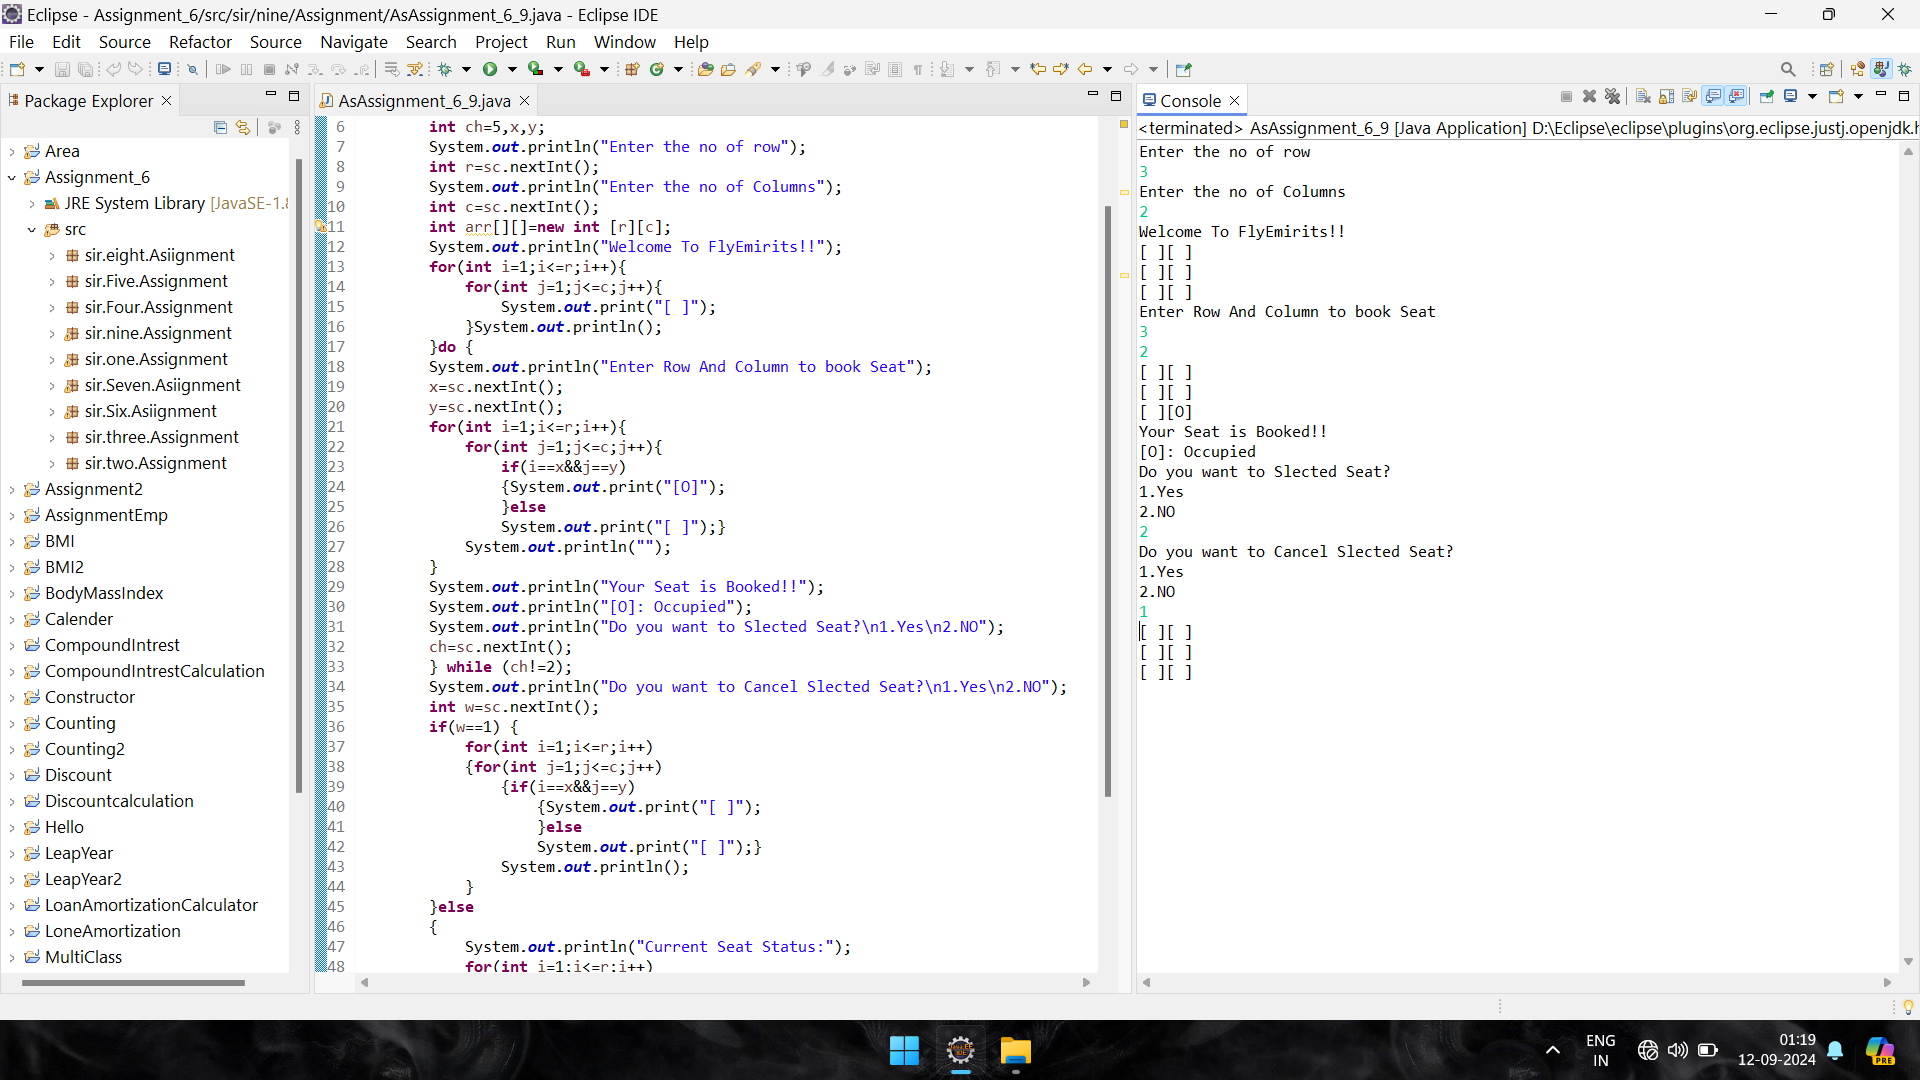 Eclipse - Assignment_6/src/sir/nine/Assignment/AsAssignment_6_9.java - Eclipse IDE
File Edit Source Refactor Source Navigate Search Project Run Window Help
Package Explorer
Area
Assignment_6
JRE System Library [JavaSE-1.8
src
sir.eight.Asiignment
sir.Five.Assignment
sir.Four.Assignment
sir.nine.Assignment
sir.one.Assignment
sir.Seven.Asiignment
sir.Six.Asiignment
sir.three.Assignment
sir.two.Assignment
Assignment2
AssignmentEmp
BMI
BMI2
BodyMassIndex
Calender
CompoundIntrest
CompoundIntrestCalculation
Constructor
Counting
Counting2
Discount
Discountcalculation
Hello
LeapYear
LeapYear2
LoanAmortizationCalculator
LoneAmortization
MultiClass
AsAssignment_6_9.java
6 int ch=5,x,y;
7 System.out.println("Enter the no of row");
8 int r=sc.nextInt();
9 System.out.println("Enter the no of Columns");
10 int c=sc.nextInt();
11 int arr[][]=new int [r][c];
12 System.out.println("Welcome To FlyEmirits!!");
13 for(int i=1;i<=r;i++){
14 for(int j=1;j<=c;j++){
15 System.out.print("[ ]");
16 }System.out.println();
17 }do {
18 System.out.println("Enter Row And Column to book Seat");
19 x=sc.nextInt();
20 y=sc.nextInt();
21 for(int i=1;i<=r;i++){
22 for(int j=1;j<=c;j++){
23 if(i==x&&j==y)
24 {System.out.print("[O]");
25 }else
26 System.out.print("[ ]");}
27 System.out.println("");
28 }
29 System.out.println("Your Seat is Booked!!");
30 System.out.println("[O]: Occupied");
31 System.out.println("Do you want to Slected Seat?\n1.Yes\n2.NO");
32 ch=sc.nextInt();
33 } while (ch!=2);
34 System.out.println("Do you want to Cancel Slected Seat?\n1.Yes\n2.NO");
35 int w=sc.nextInt();
36 if(w==1) {
37 for(int i=1;i<=r;i++)
38 {for(int j=1;j<=c;j++)
39 {if(i==x&&j==y)
40 {System.out.print("[ ]");
41 }else
42 System.out.print("[ ]");}
43 System.out.println();
44 }
45 }else
46 {
47 System.out.println("Current Seat Status:");
48 for(int i=1;i<=r;i++)
Console
<terminated> AsAssignment_6_9 [Java Application] D:\Eclipse\eclipse\plugins\org.eclipse.justj.openjdk.h
Enter the no of row
3
Enter the no of Columns
2
Welcome To FlyEmirits!!
[ ][ ]
[ ][ ]
[ ][ ]
Enter Row And Column to book Seat
3
2
[ ][ ]
[ ][ ]
[ ][O]
Your Seat is Booked!!
[O]: Occupied
Do you want to Slected Seat?
1.Yes
2.NO
2
Do you want to Cancel Slected Seat?
1.Yes
2.NO
1
[ ][ ]
[ ][ ]
[ ][ ]
ENG
IN
01:19
12-09-2024
PRE